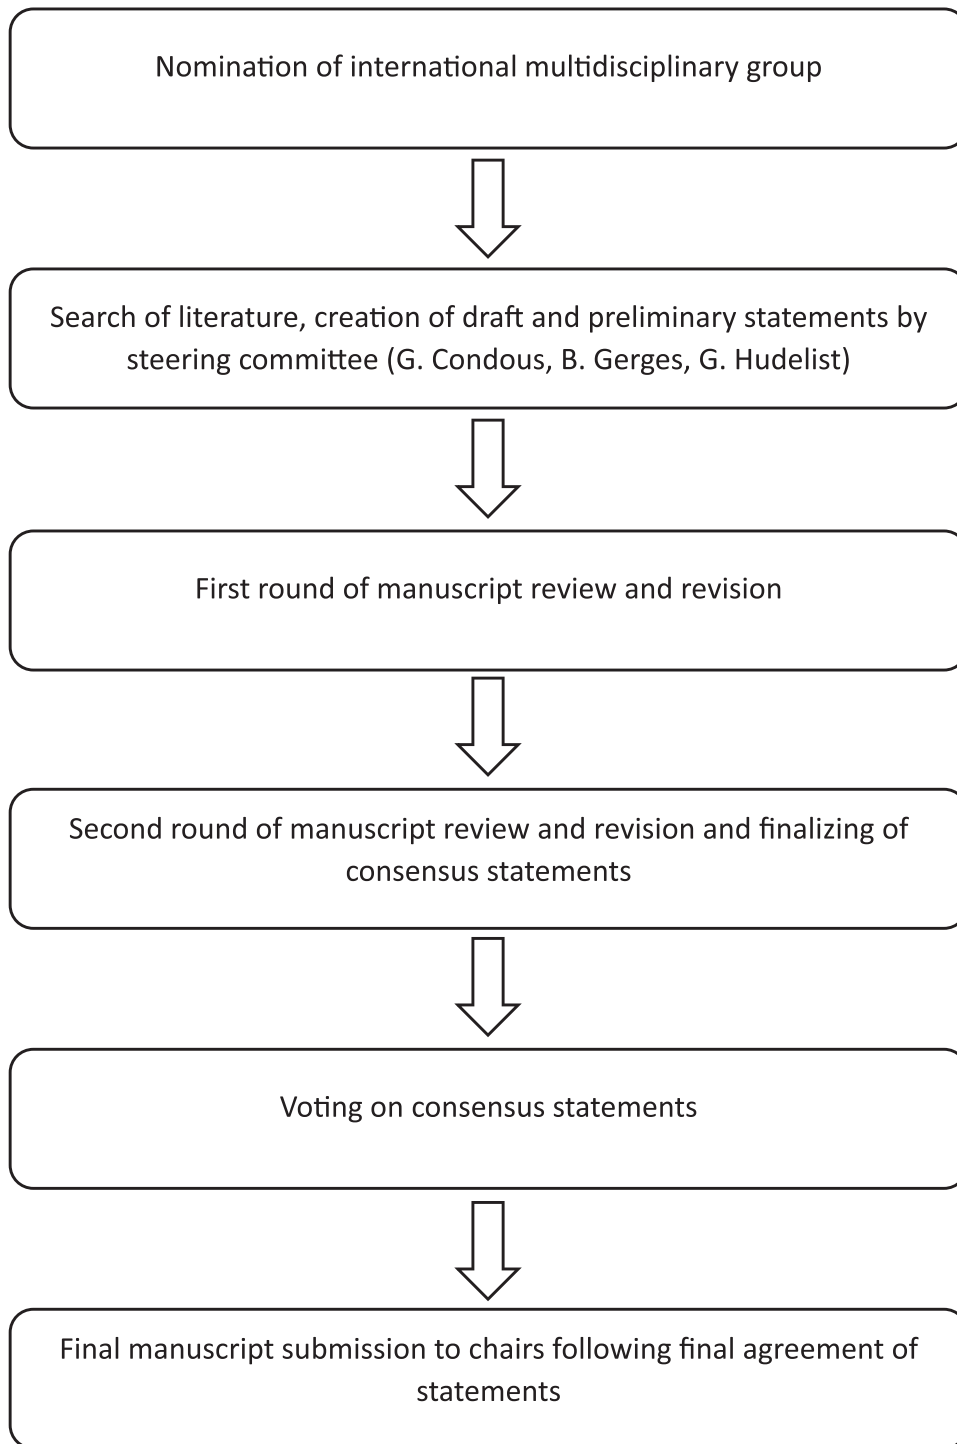 Nomination of international multidisciplinary group
Search of literature, creation of draft and preliminary statements by
steering committee (G. Condous, B. Gerges, G. Hudelist)
First round of manuscript review and revision
Second round of manuscript review and revision and finalizing of
consensus statements
Voting on consensus statements
Final manuscript submission to chairs following final agreement of
statements